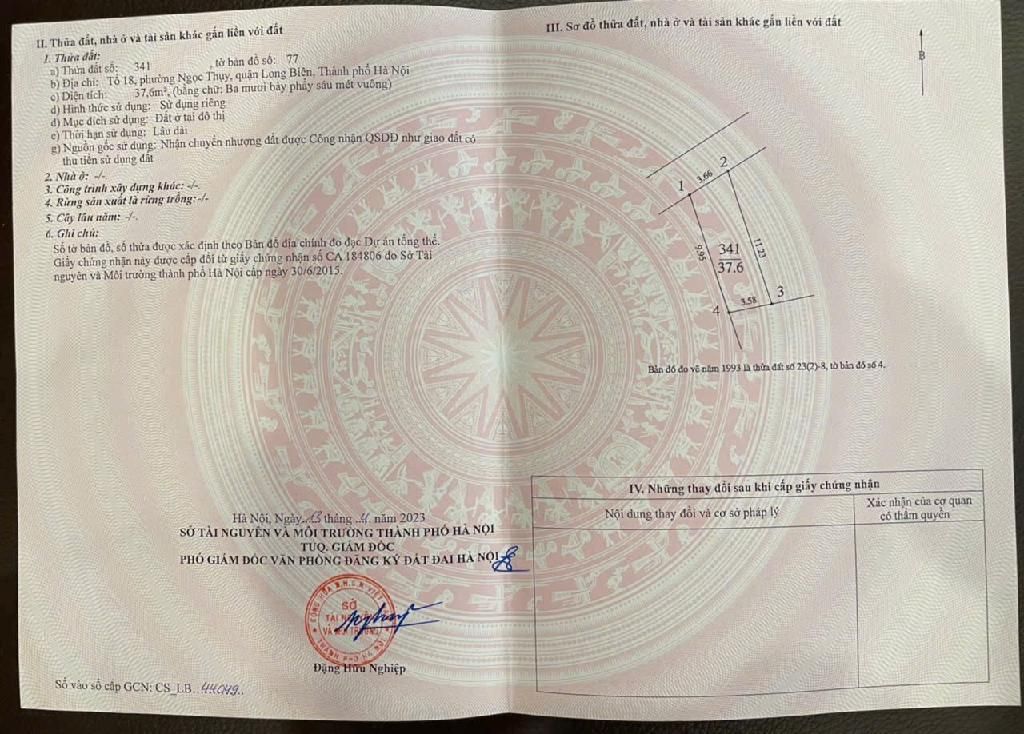 II. Thửa đất, nhà ở và tài sản khác gắn liền với đất
1. Thửa đất:
a) Thửa đất số: 341 , tờ bản đồ số: 77
b) Địa chỉ: Tổ 18, phường Ngọc Thụy, quận Long Biên, Thành phố Hà Nội
c) Diện tích: 37,6m², (bằng chữ: Ba mươi bảy phẩy sáu mét vuông)
d) Hình thức sử dụng: Sử dụng riêng
đ) Mục đích sử dụng: Đất ở tại đô thị
e) Thời hạn sử dụng: Lâu dài
g) Nguồn gốc sử dụng: Nhận chuyển nhượng đất được Công nhận QSDĐ như giao đất có
thu tiền sử dụng đất
2. Nhà ở: -/-
3. Công trình xây dựng khác: -/-
4. Rừng sản xuất là rừng trồng: -/-
5. Cây lâu năm: -/-
6. Ghi chú:
Số tờ bản đồ, số thửa được xác định theo Bản đồ địa chính đo đạc Dự án tổng thể.
Giấy chứng nhận này được cấp đổi từ giấy chứng nhận số CA 184806 do Sở Tài
nguyên và Môi trường thành phố Hà Nội cấp ngày 30/6/2015.
Hà Nội, Ngày 13 tháng năm 2023
SỞ TÀI NGUYÊN VÀ MÔI TRƯỜNG THÀNH PHỐ HÀ NỘI
TUQ. GIÁM ĐỐC
PHÓ GIÁM ĐỐC VĂN PHÒNG ĐĂNG KÝ ĐẤT ĐAI HÀ NỘI
SỞ
TÀI
VÀ MÔI TRƯỜNG
Đặng Hữu Nghiệp
Số vào sổ cấp GCN: CS_LB. 44049
III. Sơ đồ thửa đất, nhà ở và tài sản khác gắn liền với đất
B
1
3.66
2
9.95
341
37.6
11.23
4
3.58
3
Bản đồ đo vẽ năm 1993 là thửa đất số 23(2)-8, tờ bản đồ số 4.
IV. Những thay đổi sau khi cấp giấy chứng nhận
Nội dung thay đổi và cơ sở pháp lý
Xác nhận của cơ quan
có thẩm quyền